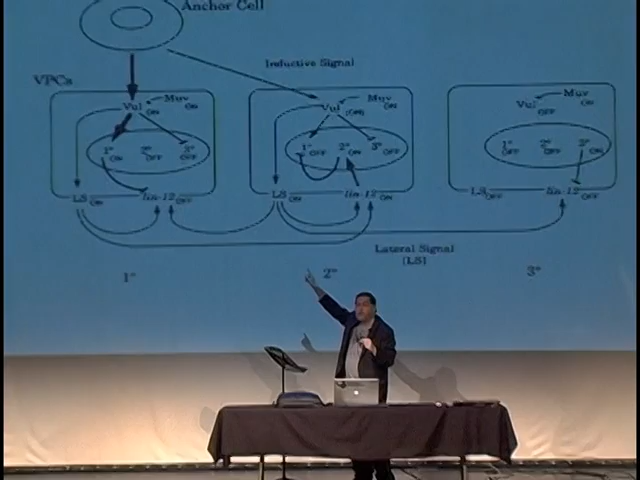 Anchor Cell
Inductive Signal
VPCs
Vul ON
Muv ON
1° ON
2° OFF
3° OFF
LS ON
lin-12 OFF
Vul (ON)
Muv ON
1° OFF
2° ON
3° OFF
LS ON
lin-12 ON
Vul OFF
Muv ON
1° OFF
2° OFF
LS OFF
lin-12 OFF
Lateral Signal
(LS)
1°
2°
3°